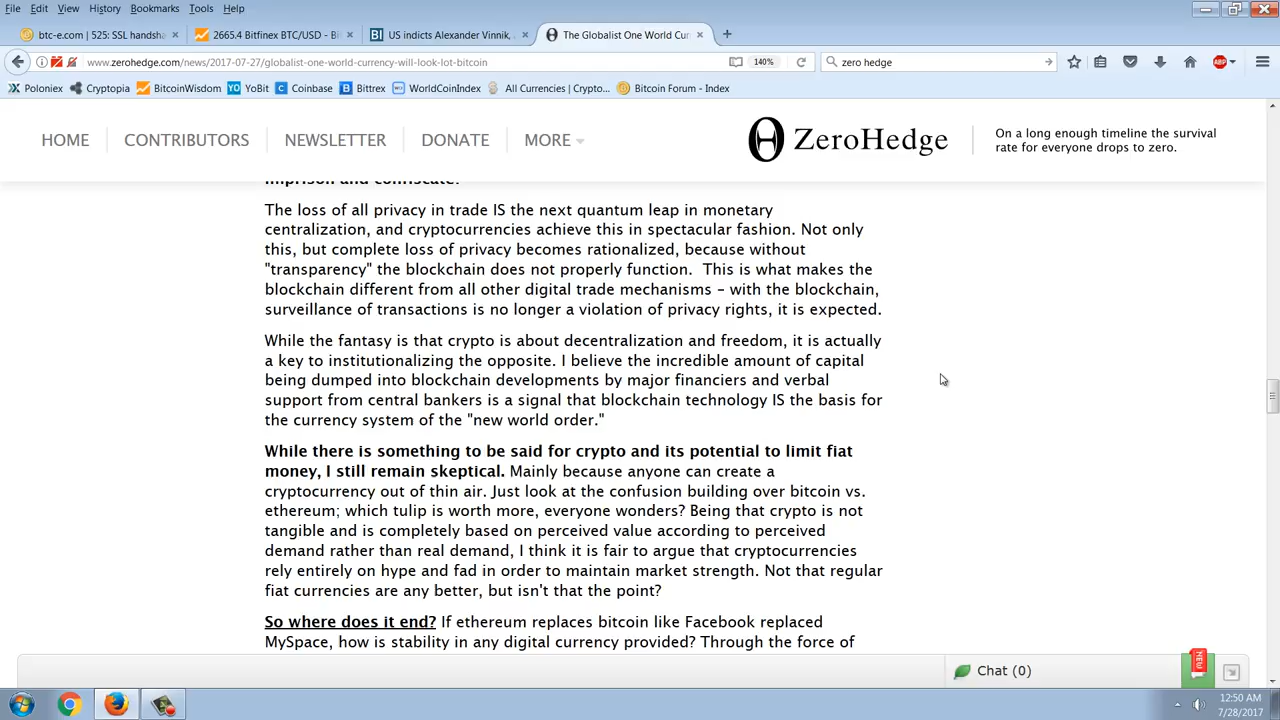 File Edit View History Bookmarks Tools Help
btc-e.com | 525: SSL handsha
2665.4 Bitfinex BTC/USD - B
US indicts Alexander Vinnik,
The Globalist One World Cur
www.zerohedge.com/news/2017-07-27/globalist-one-world-currency-will-look-lot-bitcoin
140%
zero hedge
ABP
Poloniex Cryptopia BitcoinWisdom YoBit Coinbase Bittrex WorldCoinIndex All Currencies | Crypto... Bitcoin Forum - Index
HOME CONTRIBUTORS NEWSLETTER DONATE MORE
ZeroHedge
On a long enough timeline the survival
rate for everyone drops to zero.
imprison and confiscate.
The loss of all privacy in trade IS the next quantum leap in monetary
centralization, and cryptocurrencies achieve this in spectacular fashion. Not only
this, but complete loss of privacy becomes rationalized, because without
"transparency" the blockchain does not properly function.  This is what makes the
blockchain different from all other digital trade mechanisms – with the blockchain,
surveillance of transactions is no longer a violation of privacy rights, it is expected.
While the fantasy is that crypto is about decentralization and freedom, it is actually
a key to institutionalizing the opposite. I believe the incredible amount of capital
being dumped into blockchain developments by major financiers and verbal
support from central bankers is a signal that blockchain technology IS the basis for
the currency system of the "new world order."
While there is something to be said for crypto and its potential to limit fiat
money, I still remain skeptical. Mainly because anyone can create a
cryptocurrency out of thin air. Just look at the confusion building over bitcoin vs.
ethereum; which tulip is worth more, everyone wonders? Being that crypto is not
tangible and is completely based on perceived value according to perceived
demand rather than real demand, I think it is fair to argue that cryptocurrencies
rely entirely on hype and fad in order to maintain market strength. Not that regular
fiat currencies are any better, but isn't that the point?
So where does it end? If ethereum replaces bitcoin like Facebook replaced
MySpace, how is stability in any digital currency provided? Through the force of
Chat (0)
NEW
12:50 AM
7/28/2017